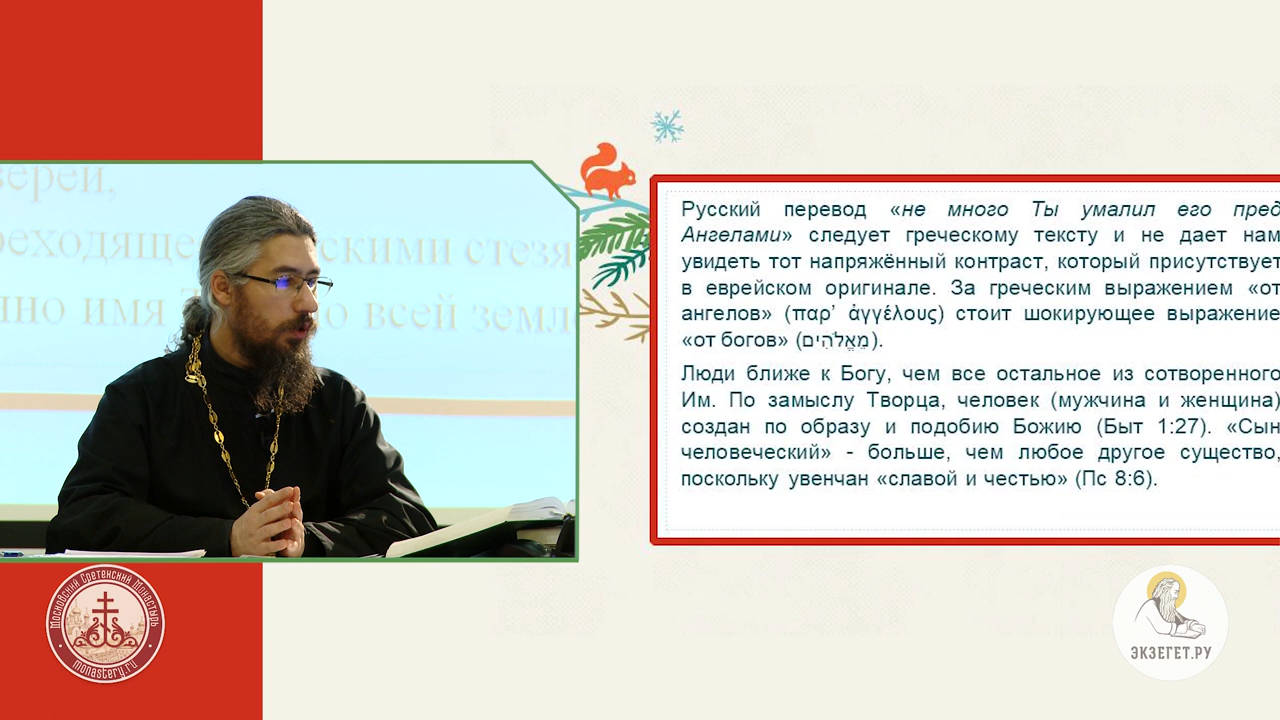 верей,
реходяще
скими стезя
нно имя
о всей земл
Русский перевод «не много Ты умалил его пред
Ангелами» следует греческому тексту и не дает нам
увидеть тот напряжённый контраст, который присутствует
в еврейском оригинале. За греческим выражением «от
ангелов» (παρ’ ἀγγέλους) стоит шокирующее выражение
«от богов» (מֵאֱלֹהִים).
Люди ближе к Богу, чем все остальное из сотворенного
Им. По замыслу Творца, человек (мужчина и женщина)
создан по образу и подобию Божию (Быт 1:27). «Сын
человеческий» - больше, чем любое другое существо,
поскольку увенчан «славой и честью» (Пс 8:6).
Московский Сретенский Монастырь
monastery.ru
ЭКЗЕГЕТ.РУ